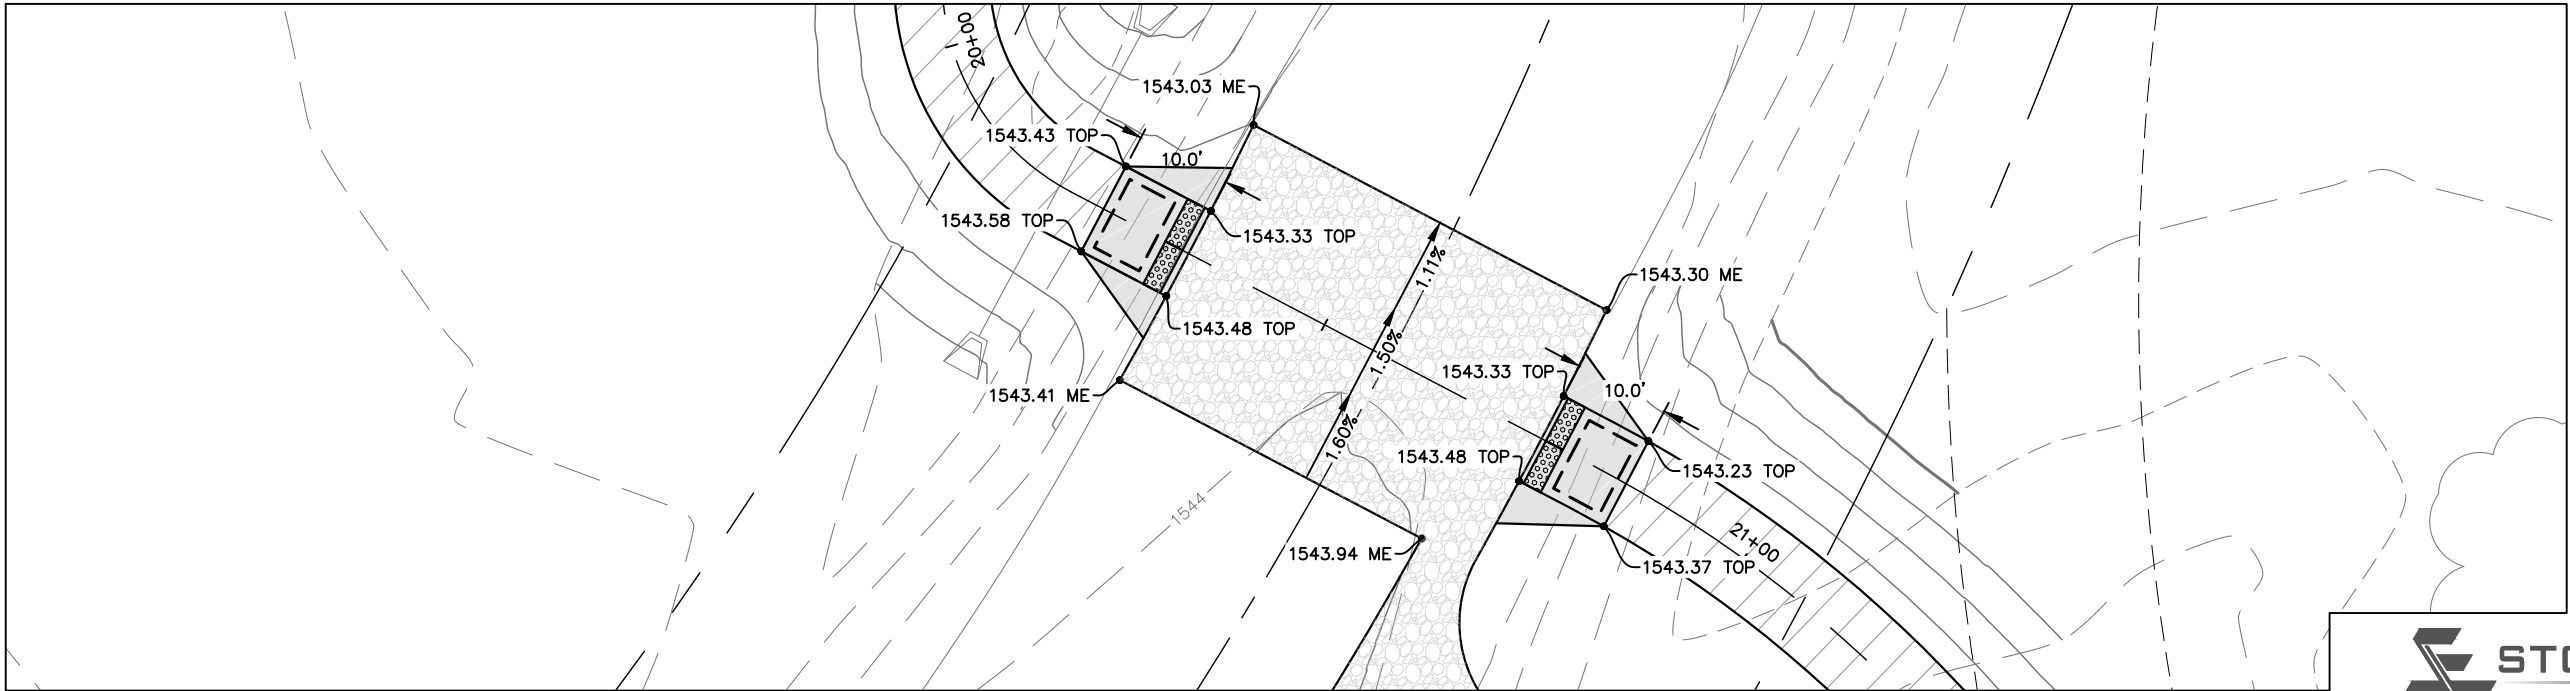 20+00
1543.03 ME
1543.43 TOP
10.0'
1543.58 TOP
1543.33 TOP
1.11%
1543.30 ME
1543.48 TOP
1.50%
1543.41 ME
1543.33 TOP
10.0'
1.60%
1543.48 TOP
1543.23 TOP
1544
21+00
1543.94 ME
1543.37 TOP